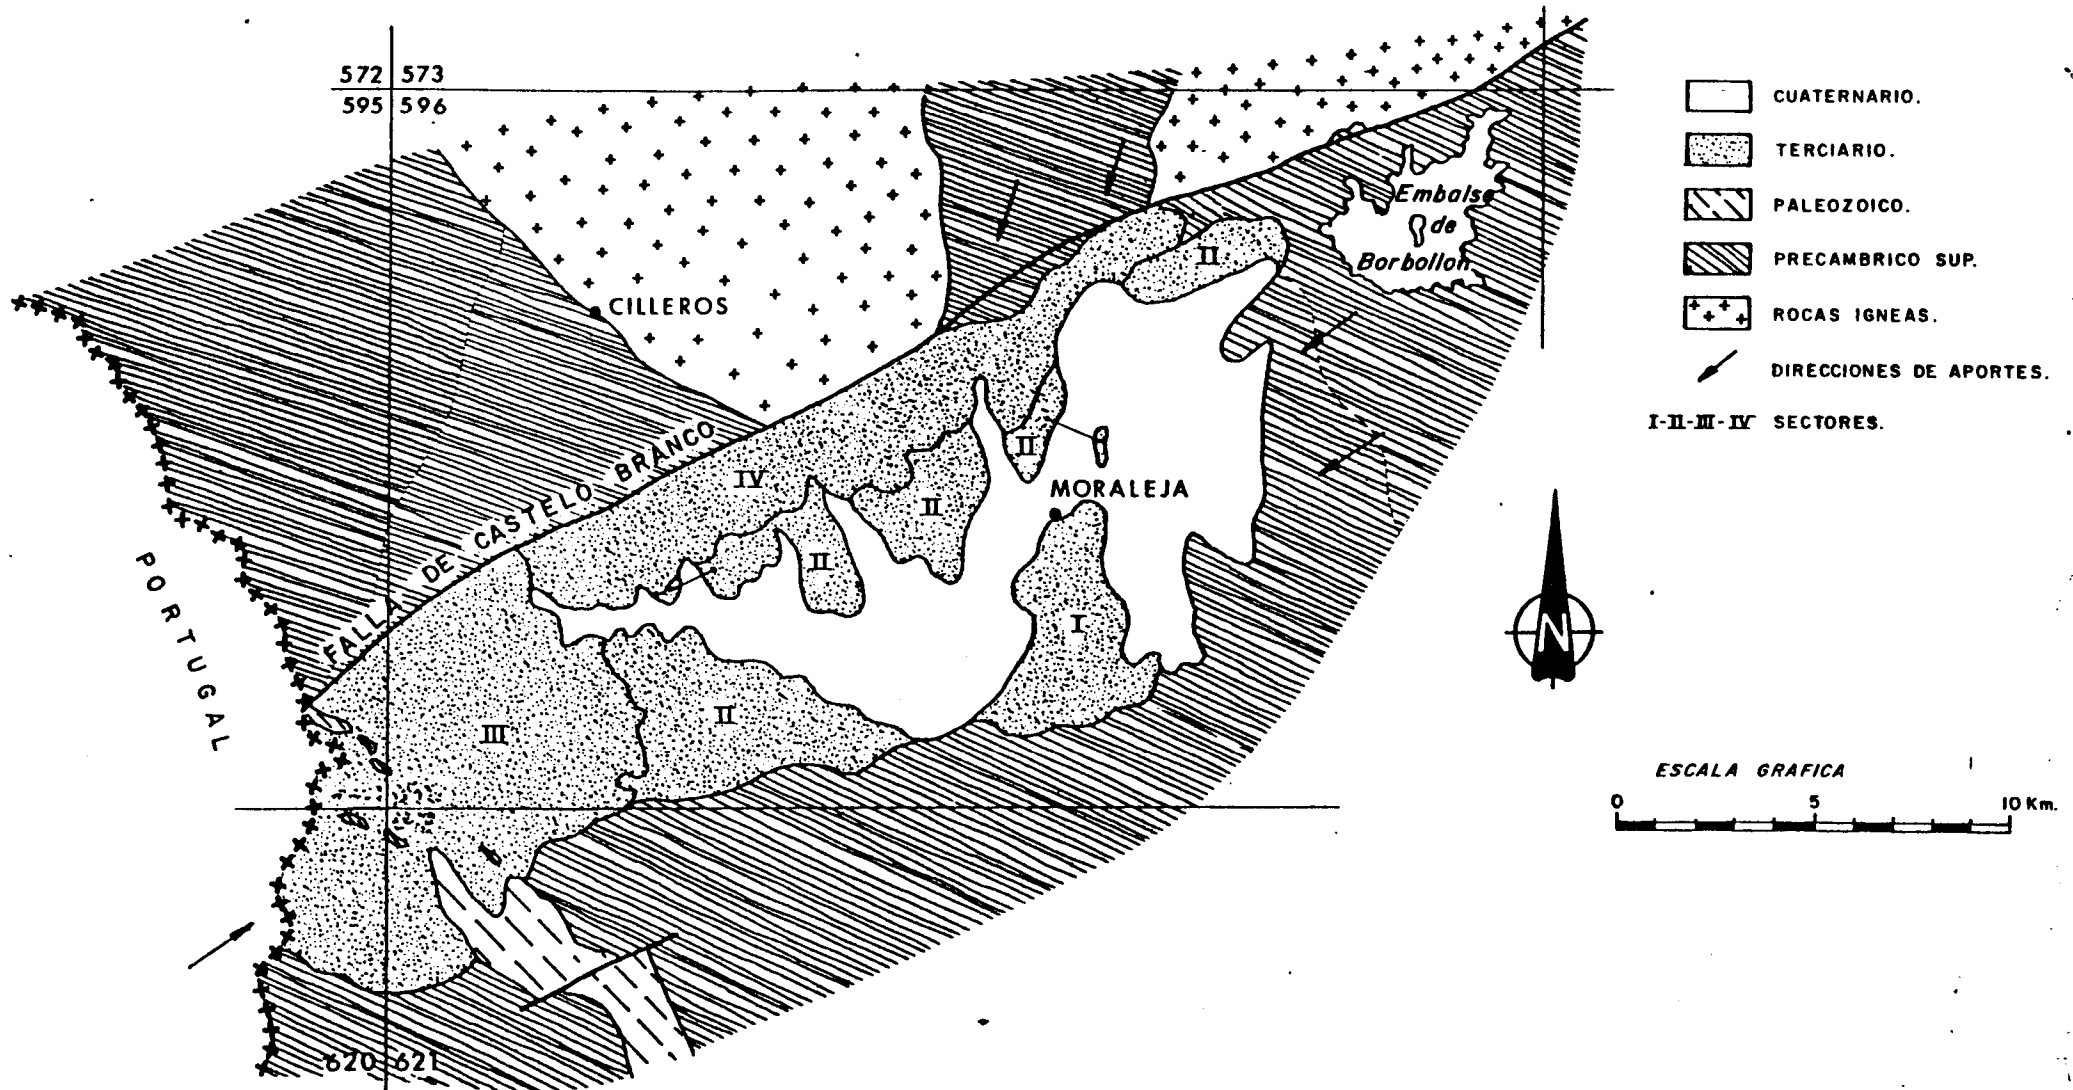 572 573
595 596
CUATERNARIO.
TERCIARIO.
PALEOZOICO.
PRECAMBRICO SUP.
ROCAS IGNEAS.
DIRECCIONES DE APORTES.
I-II-III-IV SECTORES.
Embalse
de
Borbollon
II
CILLEROS
FALLA DE CASTELO BRANCO
IV
II
II
II
MORALEJA
I
PORTUGAL
III
II
N
ESCALA GRAFICA
0 5 10 Km.
620 621